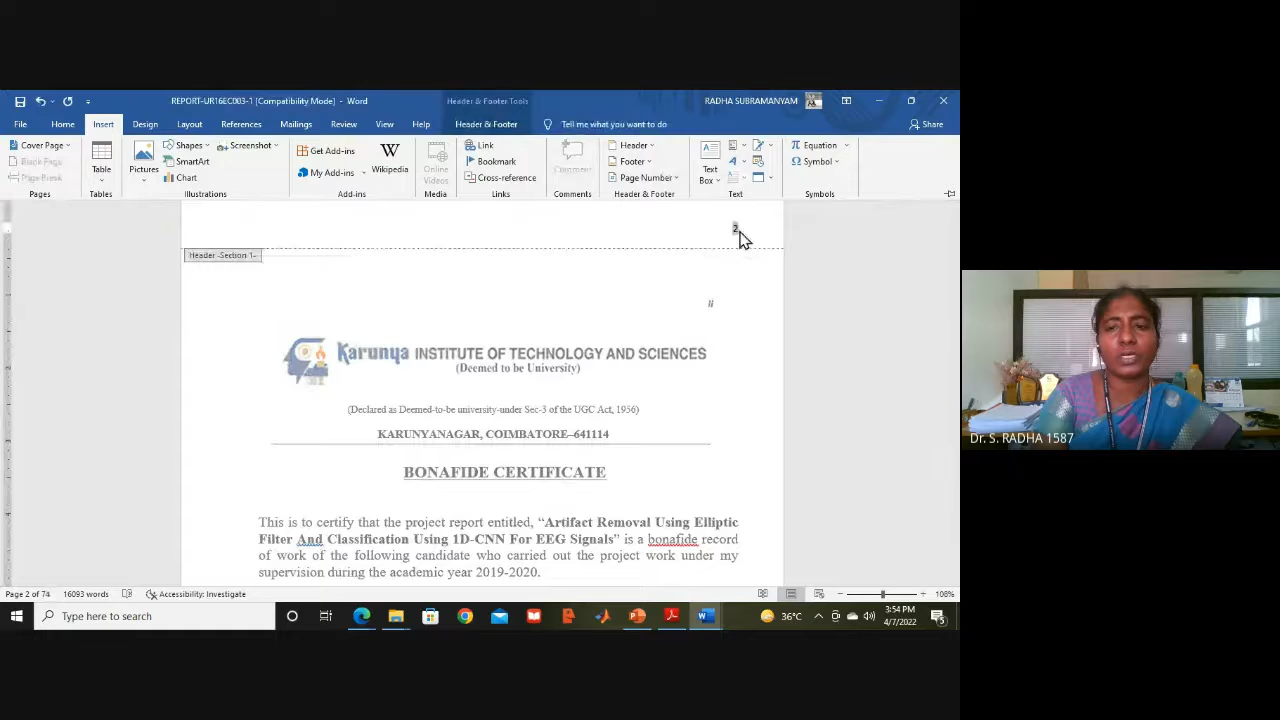 REPORT-UR16EC003-1 [Compatibility Mode] - Word
Header & Footer Tools
RADHA SUBRAMANYAM
File Home Insert Design Layout References Mailings Review View Help Header & Footer Tell me what you want to do Share
Cover Page
Blank Page
Page Break
Pages
Table
Tables
Pictures
Shapes
SmartArt
Chart
Screenshot
Illustrations
Get Add-ins
My Add-ins
Wikipedia
Add-ins
Online Videos
Media
Link
Bookmark
Cross-reference
Links
Comment
Comments
Header
Footer
Page Number
Header & Footer
Text Box
Text
Equation
Symbol
Symbols
2
Header -Section 1-
ii
Karunya INSTITUTE OF TECHNOLOGY AND SCIENCES
(Deemed to be University)
(Declared as Deemed-to-be university-under Sec-3 of the UGC Act, 1956)
KARUNYANAGAR, COIMBATORE–641114
BONAFIDE CERTIFICATE
This is to certify that the project report entitled, “Artifact Removal Using Elliptic
Filter And Classification Using 1D-CNN For EEG Signals” is a bonafide record
of work of the following candidate who carried out the project work under my
supervision during the academic year 2019-2020.
Page 2 of 74 16093 words Accessibility: Investigate 108%
Type here to search
36°C
3:54 PM
4/7/2022
5
Dr. S. RADHA 1587